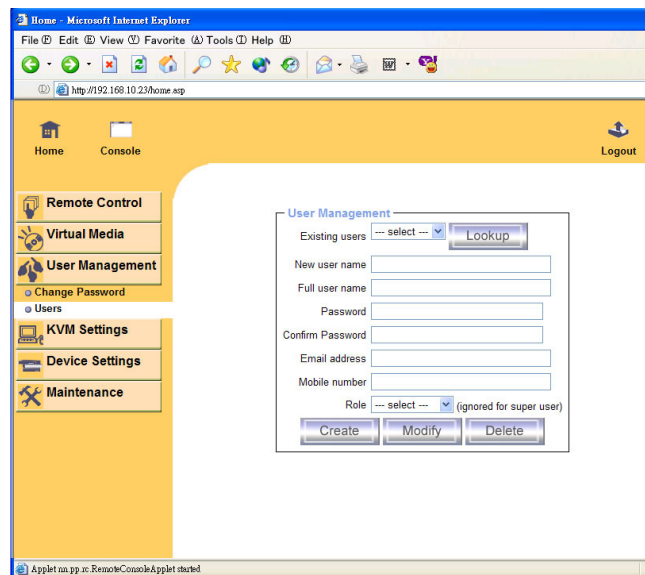 Home - Microsoft Internet Explorer
File (F) Edit (E) View (V) Favorite (A) Tools (T) Help (H)
(D) http://192.168.10.23/home.asp
Home Console Logout
Remote Control
Virtual Media
User Management
Change Password
Users
KVM Settings
Device Settings
Maintenance
User Management
Existing users --- select --- Lookup
New user name
Full user name
Password
Confirm Password
Email address
Mobile number
Role --- select --- (ignored for super user)
Create Modify Delete
Applet nn.pp.rc.RemoteConsoleApplet started